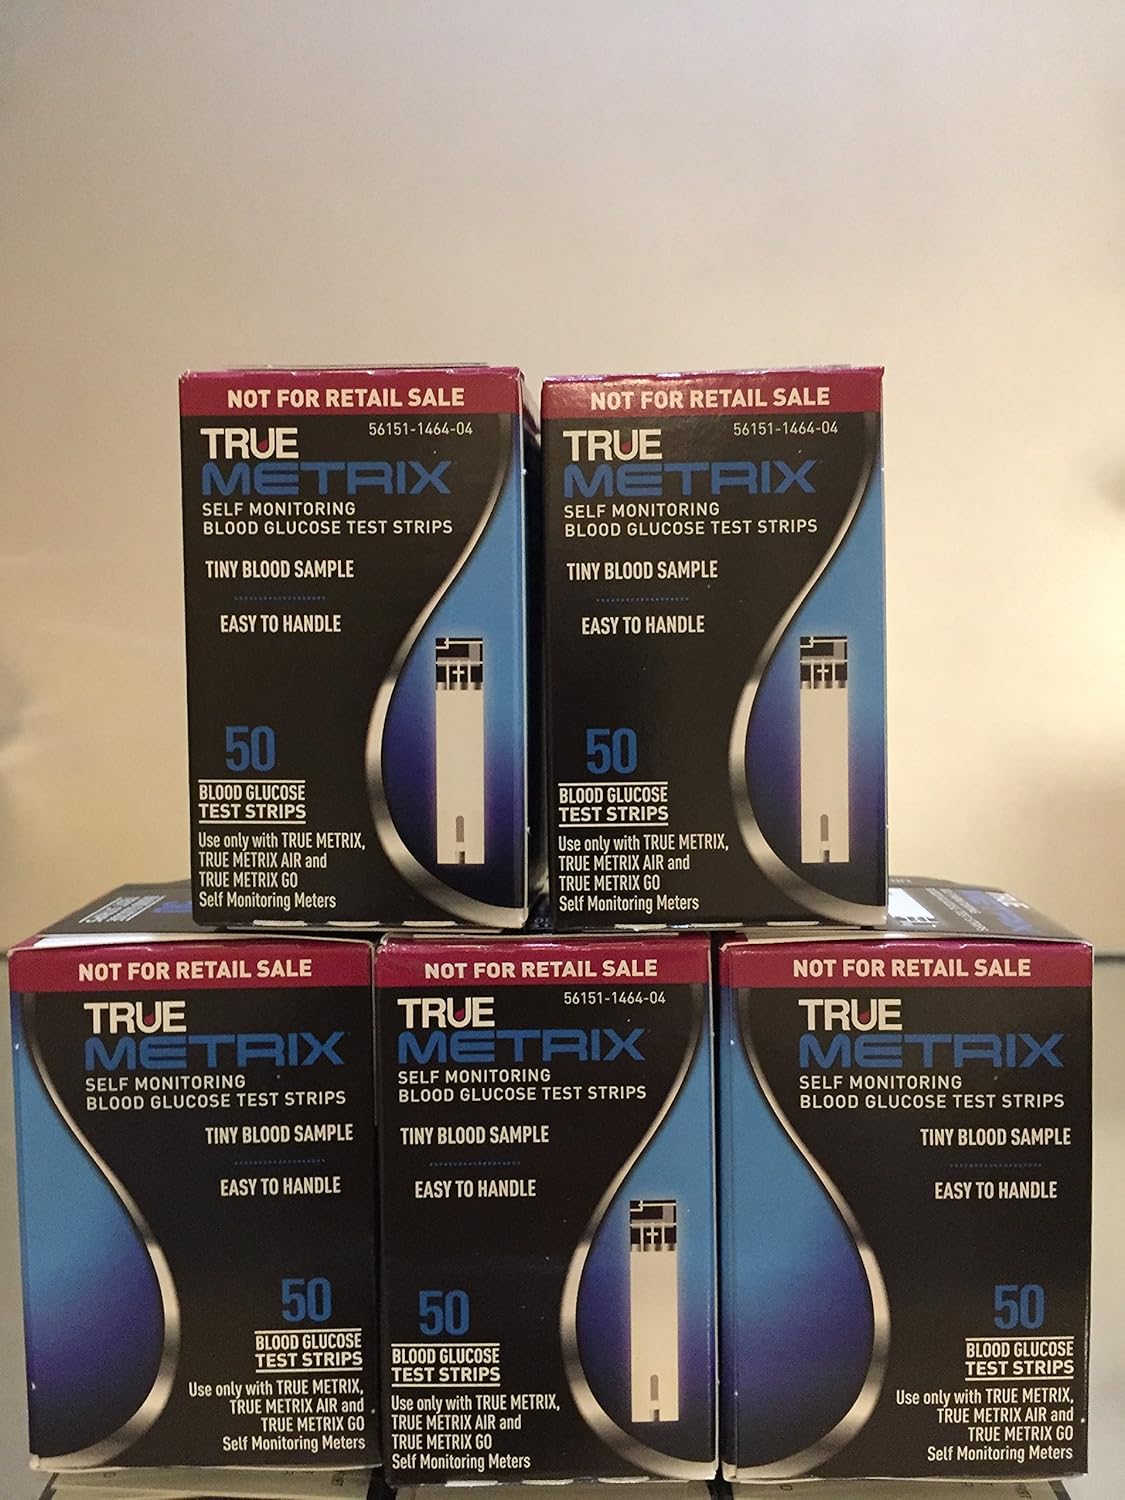 NOT FOR RETAIL SALE
56151-1464-04
TRUE
METRIX
SELF MONITORING
BLOOD GLUCOSE TEST STRIPS
TINY BLOOD SAMPLE
EASY TO HANDLE
50
BLOOD GLUCOSE
TEST STRIPS
Use only with TRUE METRIX,
TRUE METRIX AIR and
TRUE METRIX GO
Self Monitoring Meters
NOT FOR RETAIL SALE
56151-1464-04
TRUE
METRIX
SELF MONITORING
BLOOD GLUCOSE TEST STRIPS
TINY BLOOD SAMPLE
EASY TO HANDLE
50
BLOOD GLUCOSE
TEST STRIPS
Use only with TRUE METRIX,
TRUE METRIX AIR and
TRUE METRIX GO
Self Monitoring Meters
NOT FOR RETAIL SALE
TRUE
METRIX
SELF MONITORING
BLOOD GLUCOSE TEST STRIPS
TINY BLOOD SAMPLE
EASY TO HANDLE
50
BLOOD GLUCOSE
TEST STRIPS
Use only with TRUE METRIX,
TRUE METRIX AIR and
TRUE METRIX GO
Self Monitoring Meters
NOT FOR RETAIL SALE
56151-1464-04
TRUE
METRIX
SELF MONITORING
BLOOD GLUCOSE TEST STRIPS
TINY BLOOD SAMPLE
EASY TO HANDLE
50
BLOOD GLUCOSE
TEST STRIPS
Use only with TRUE METRIX,
TRUE METRIX AIR and
TRUE METRIX GO
Self Monitoring Meters
NOT FOR RETAIL SALE
TRUE
METRIX
SELF MONITORING
BLOOD GLUCOSE TEST STRIPS
TINY BLOOD SAMPLE
EASY TO HANDLE
50
BLOOD GLUCOSE
TEST STRIPS
Use only with TRUE METRIX,
TRUE METRIX AIR and
TRUE METRIX GO
Self Monitoring Meters